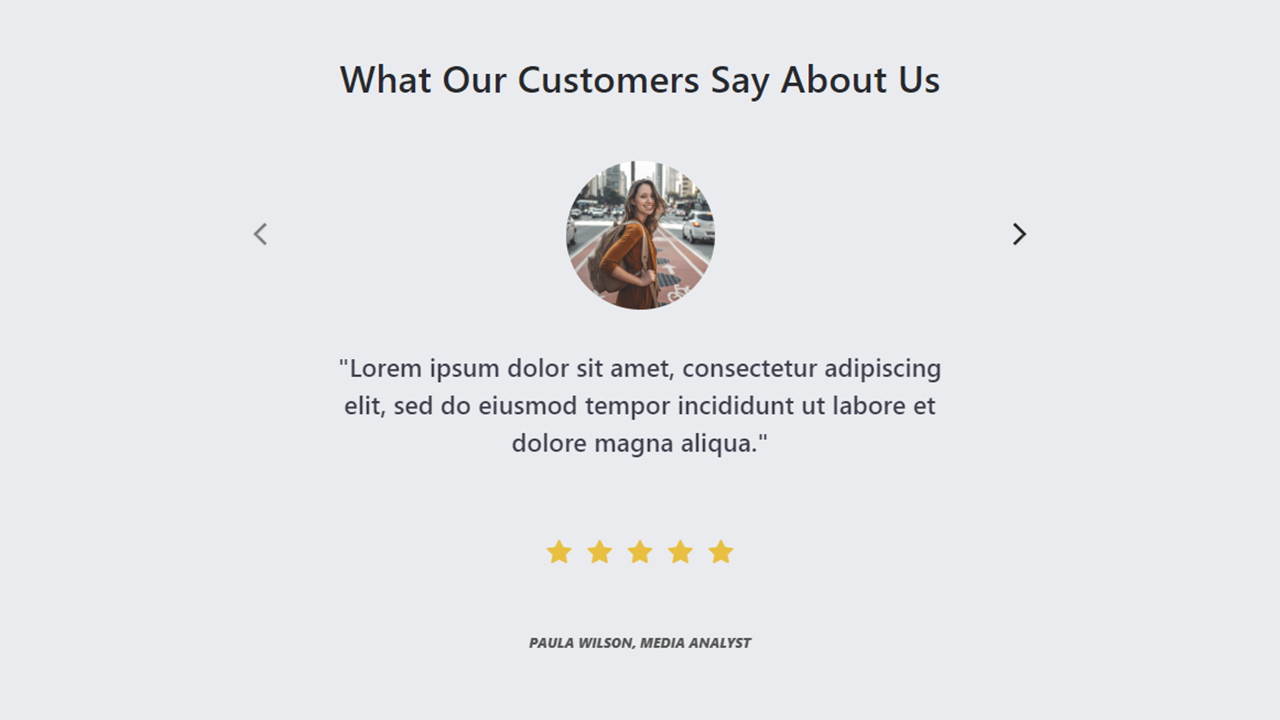 What Our Customers Say About Us
"Lorem ipsum dolor sit amet, consectetur adipiscing
elit, sed do eiusmod tempor incididunt ut labore et
dolore magna aliqua."
PAULA WILSON, MEDIA ANALYST